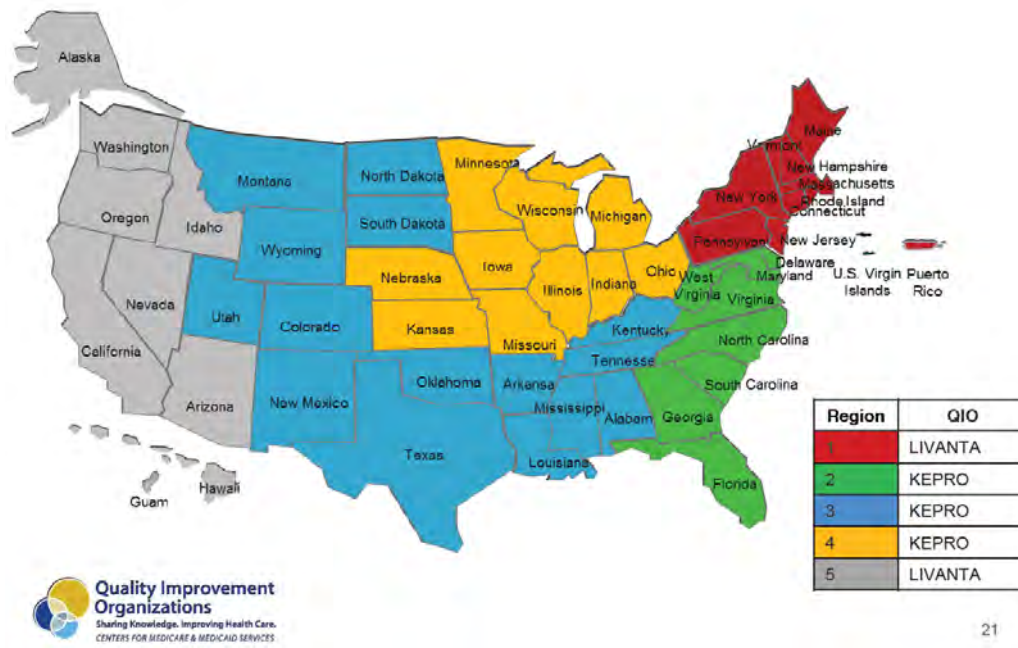 Alaska
Washington
Oregon
Idaho
Nevada
California
Arizona
Guam
Hawaii
Montana
Wyoming
Utah
Colorado
New Mexico
North Dakota
South Dakota
Oklahoma
Texas
Arkansa
Louisiana
Mississippi
Alabam
Tennesse
Kentucky
Minnesota
Wisconsin
Michigan
Iowa
Nebraska
Kansas
Missouri
Illinois
Indiana
Ohio
West
Virginia
Virginia
Maryland
Delaware
North Carolina
South Carolina
Georgia
Florida
Maine
Vermont
New Hampshire
Massachusetts
Rhode Island
Connecticut
New York
Pennsylvan
New Jersey
U.S. Virgin
Islands
Puerto
Rico
Region QIO
1 LIVANTA
2 KEPRO
3 KEPRO
4 KEPRO
5 LIVANTA
Quality Improvement
Organizations
Sharing Knowledge. Improving Health Care.
CENTERS FOR MEDICARE & MEDICAID SERVICES
21